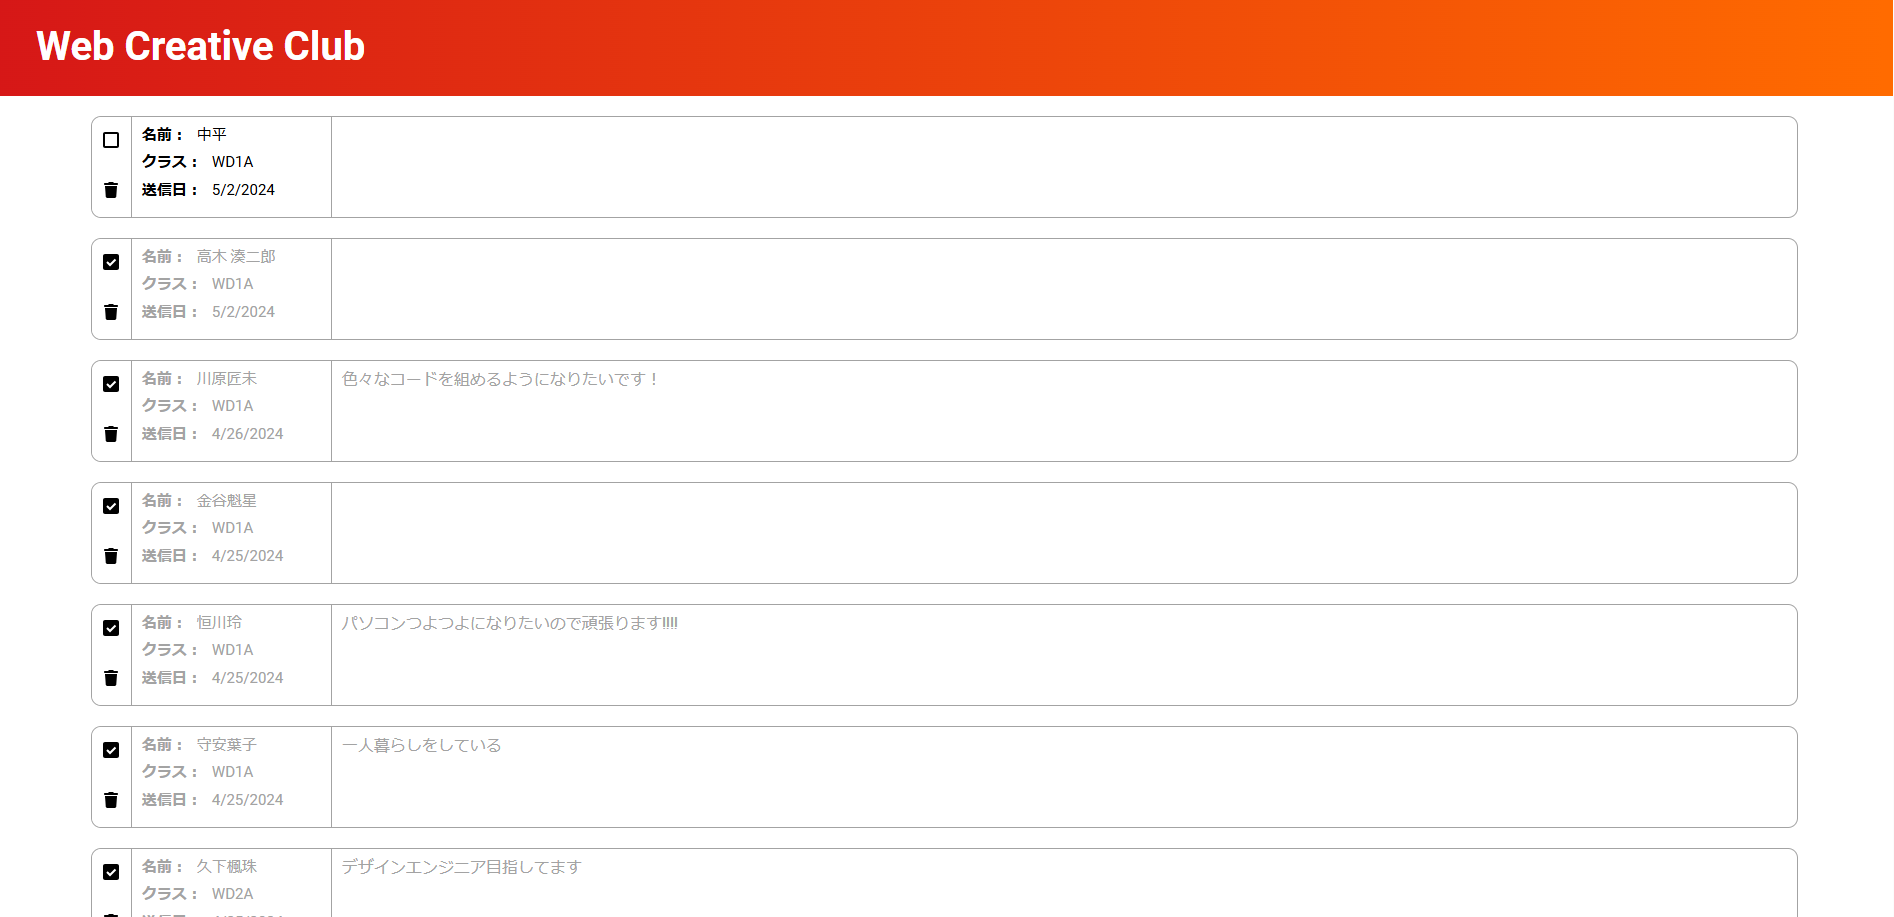 Web Creative Club
名前： 中平
クラス： WD1A
送信日： 5/2/2024
名前： 高木 湊二郎
クラス： WD1A
送信日： 5/2/2024
名前： 川原匠未
色々なコードを組めるようになりたいです！
クラス： WD1A
送信日： 4/26/2024
名前： 金谷魁星
クラス： WD1A
送信日： 4/25/2024
名前： 恒川玲
パソコンつよつよになりたいので頑張ります!!!!
クラス： WD1A
送信日： 4/25/2024
名前： 守安葉子
一人暮らしをしている
クラス： WD1A
送信日： 4/25/2024
名前： 久下楓珠
デザインエンジニア目指してます
クラス： WD2A